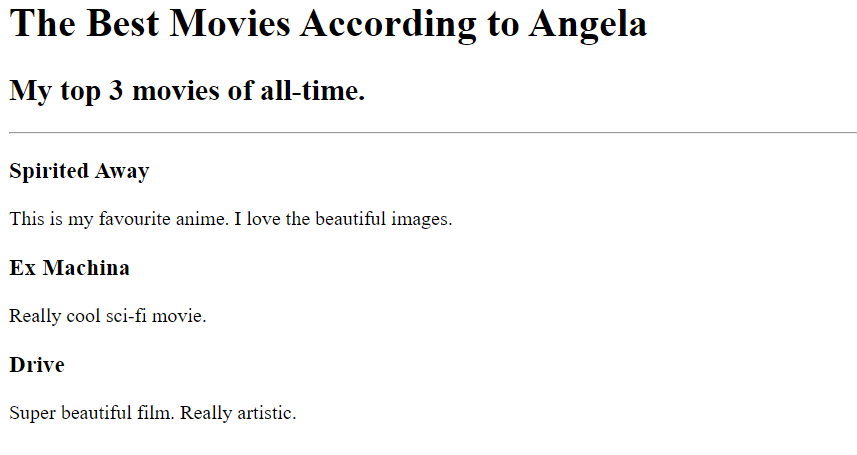 The Best Movies According to Angela
My top 3 movies of all-time.
Spirited Away
This is my favourite anime. I love the beautiful images.
Ex Machina
Really cool sci-fi movie.
Drive
Super beautiful film. Really artistic.